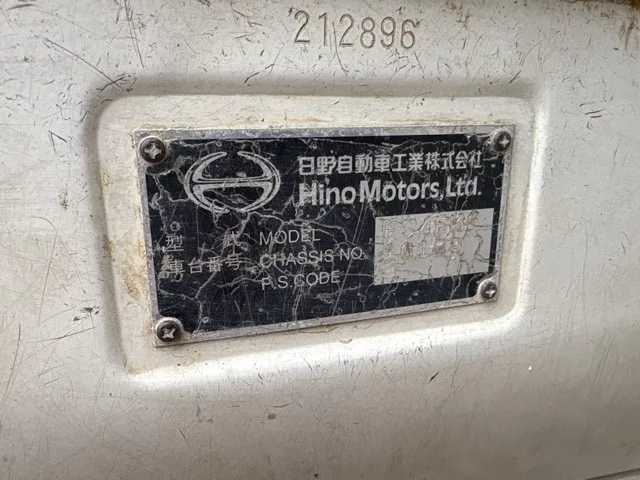 212896
日野自動車工業株式会社
Hino Motors, Ltd.
型 式 MODEL
車台番号 CHASSIS NO.
P.S.CODE